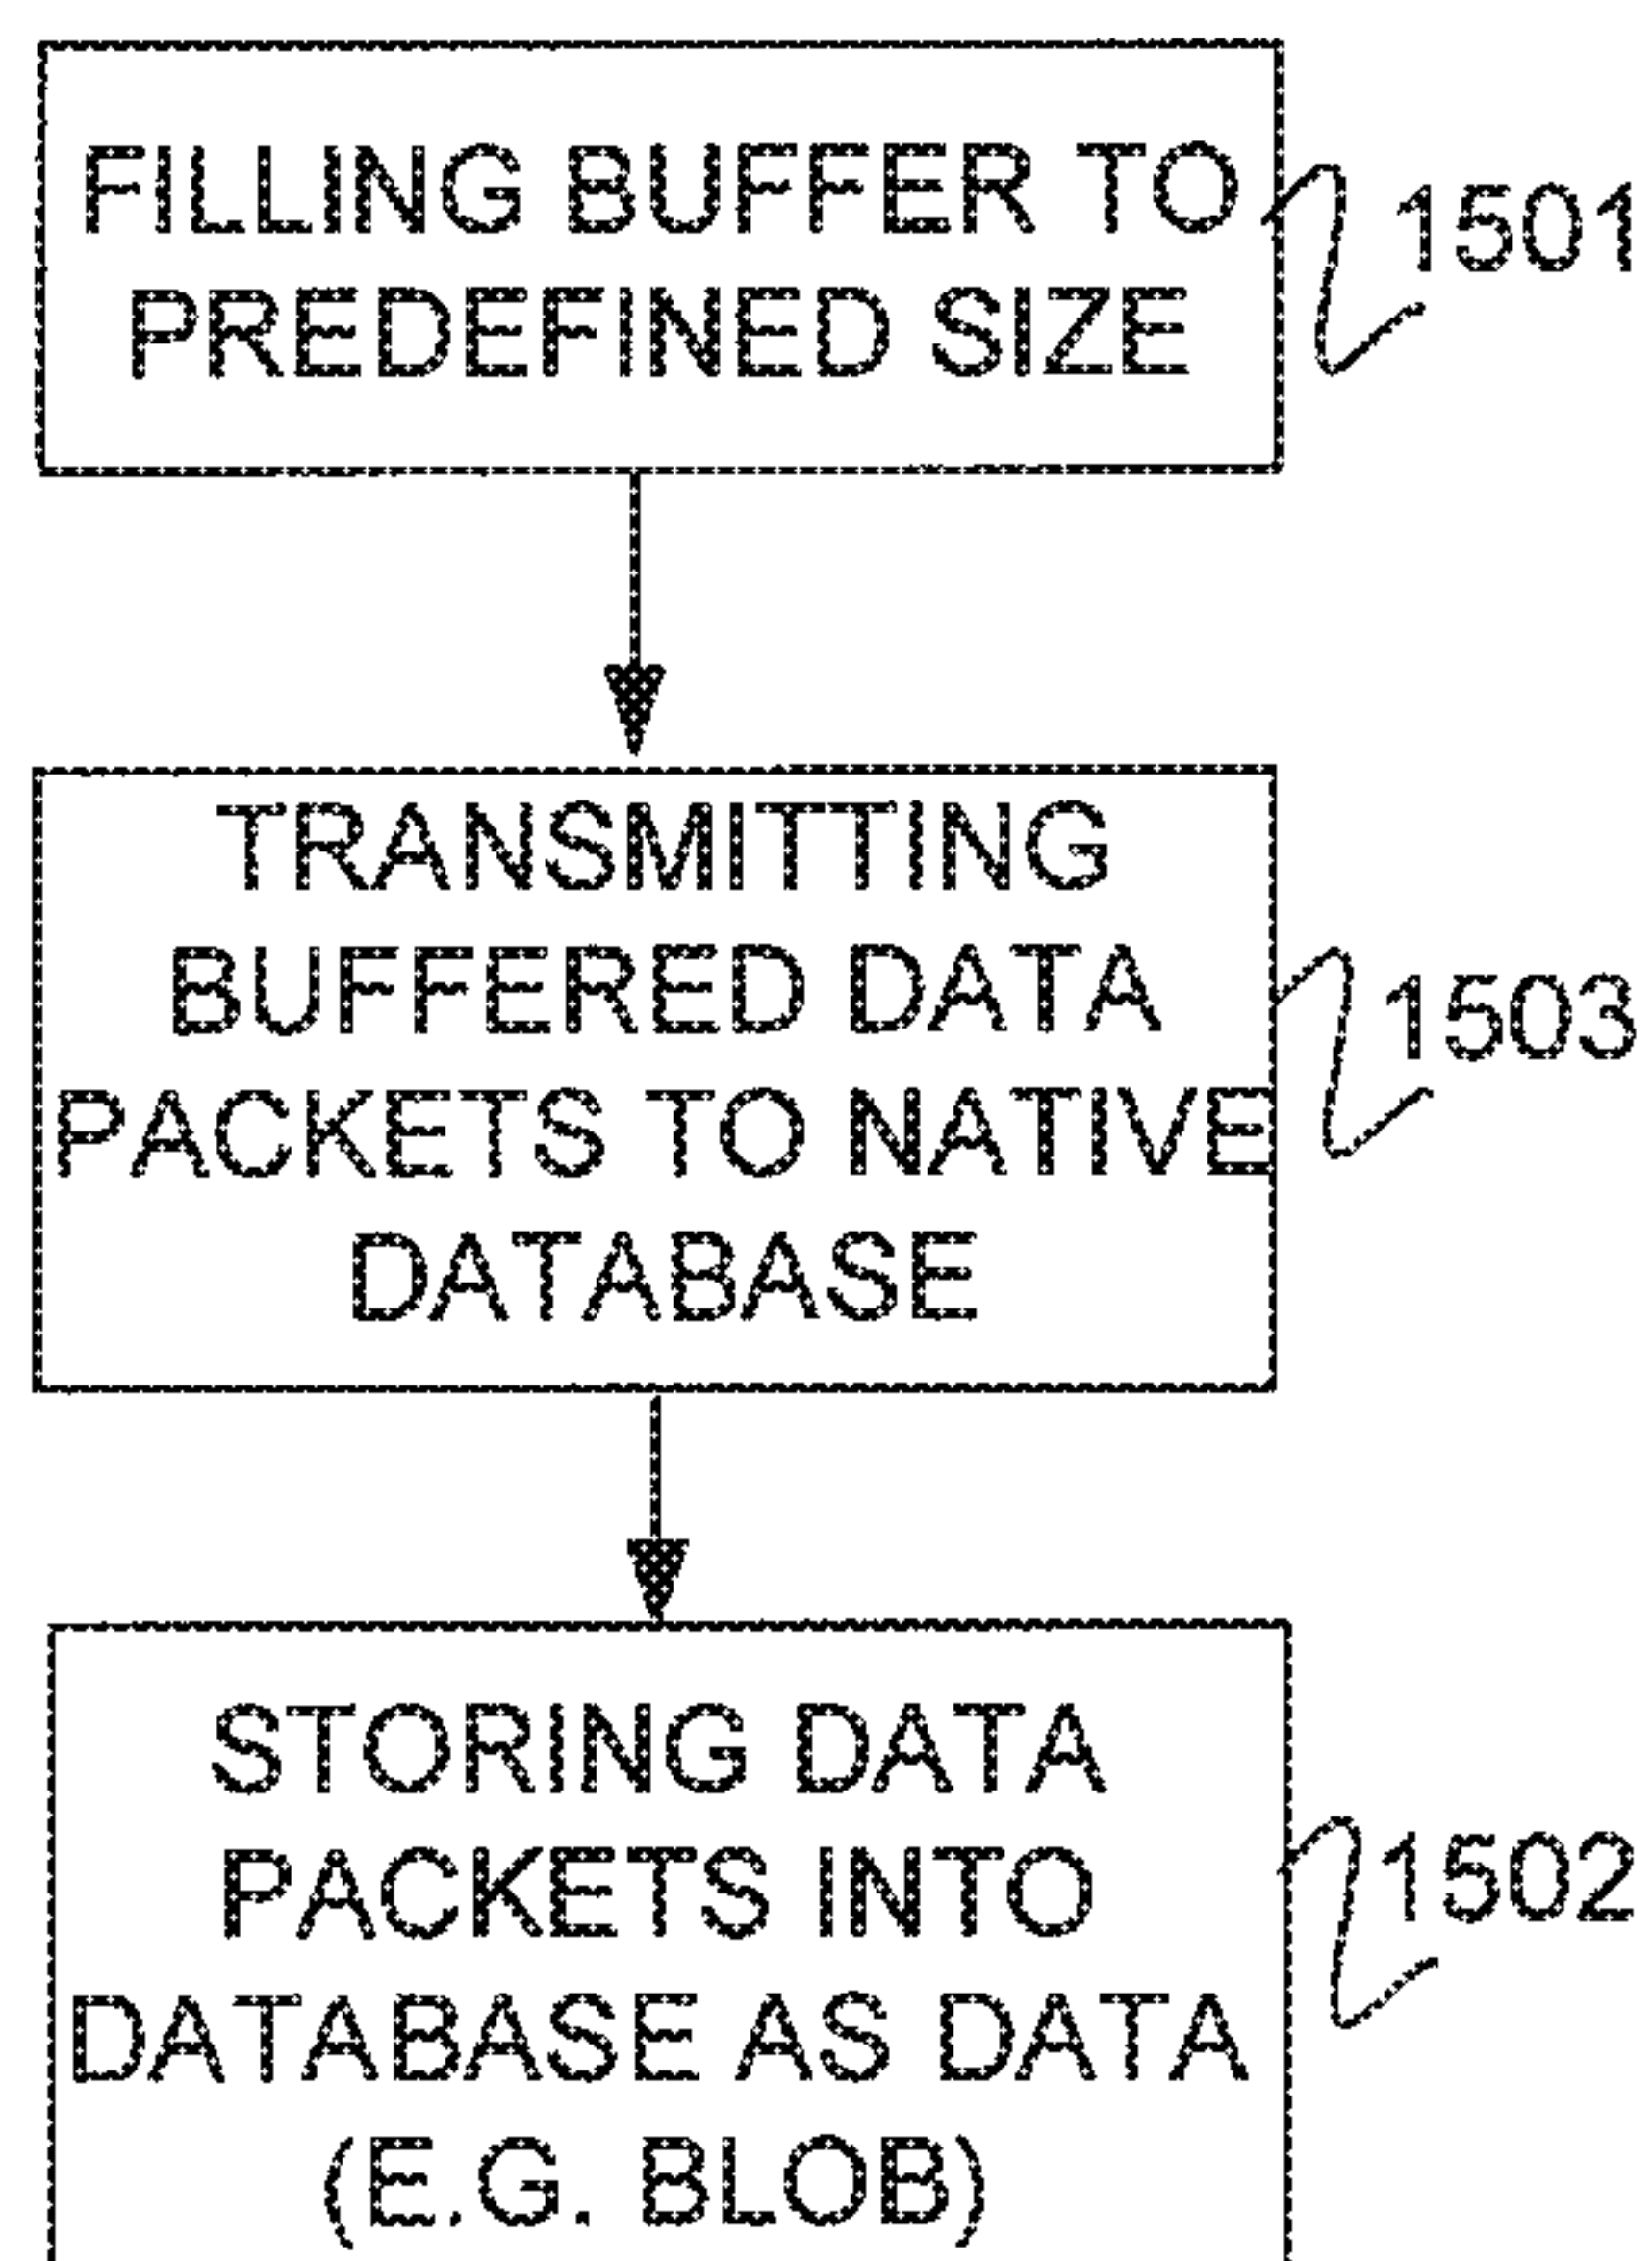 FILLING BUFFER TO
PREDEFINED SIZE
1501
TRANSMITTING
BUFFERED DATA
PACKETS TO NATIVE
DATABASE
1503
STORING DATA
PACKETS INTO
DATABASE AS DATA
(E.G. BLOB)
1502